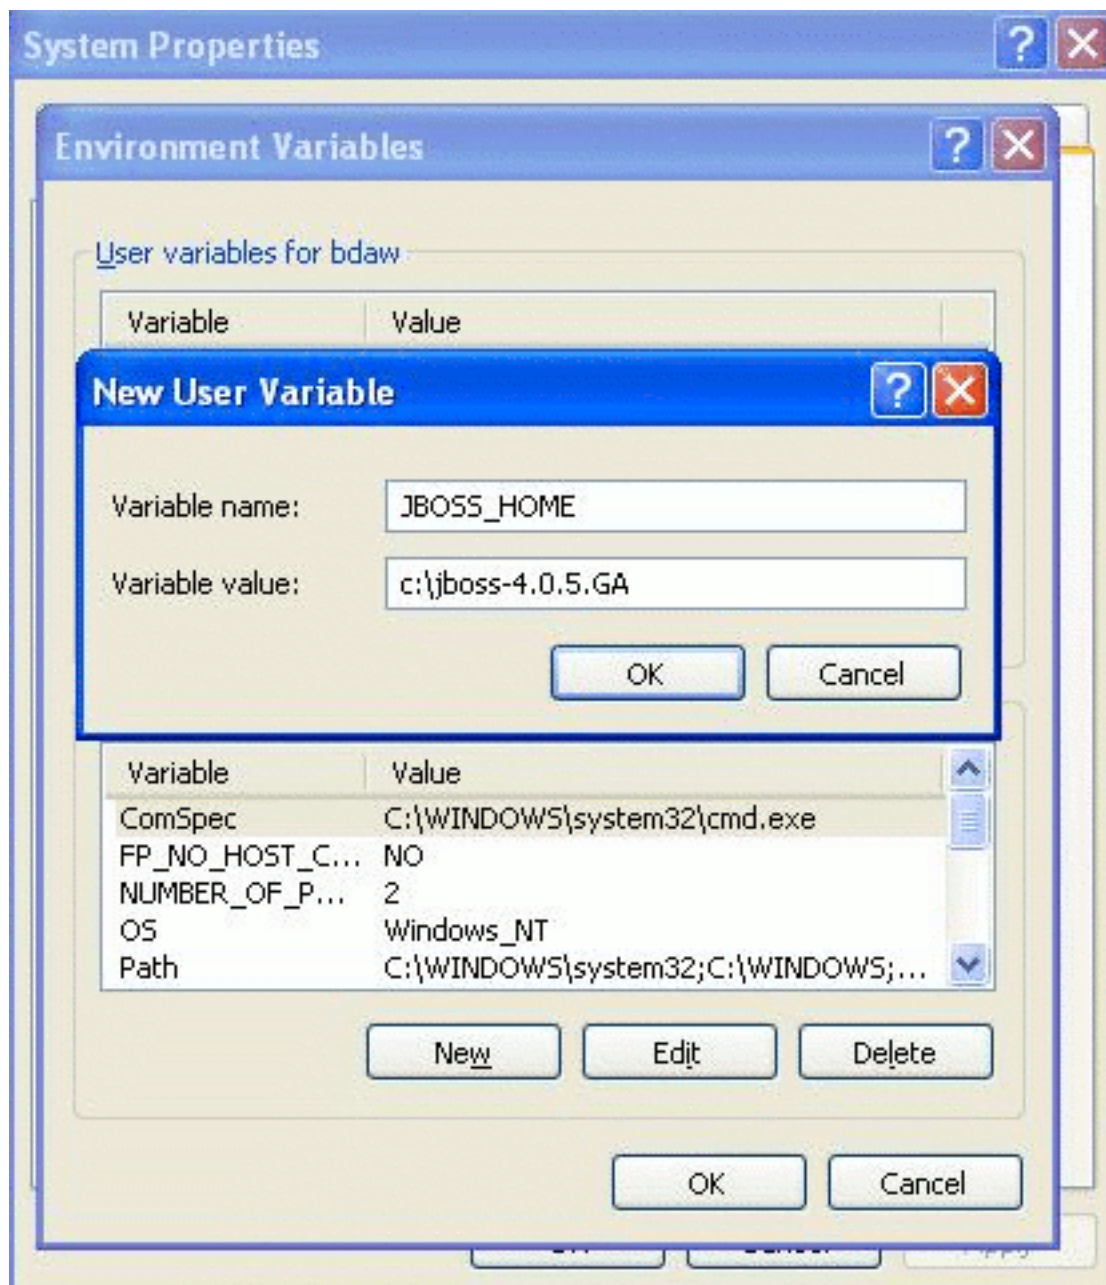 System Properties
Environment Variables
User variables for bdaw
Variable Value
New User Variable
Variable name: JBOSS_HOME
Variable value: c:\jboss-4.0.5.GA
OK Cancel
Variable Value
ComSpec C:\WINDOWS\system32\cmd.exe
FP_NO_HOST_C... NO
NUMBER_OF_P... 2
OS Windows_NT
Path C:\WINDOWS\system32;C:\WINDOWS;...
New Edit Delete
OK Cancel